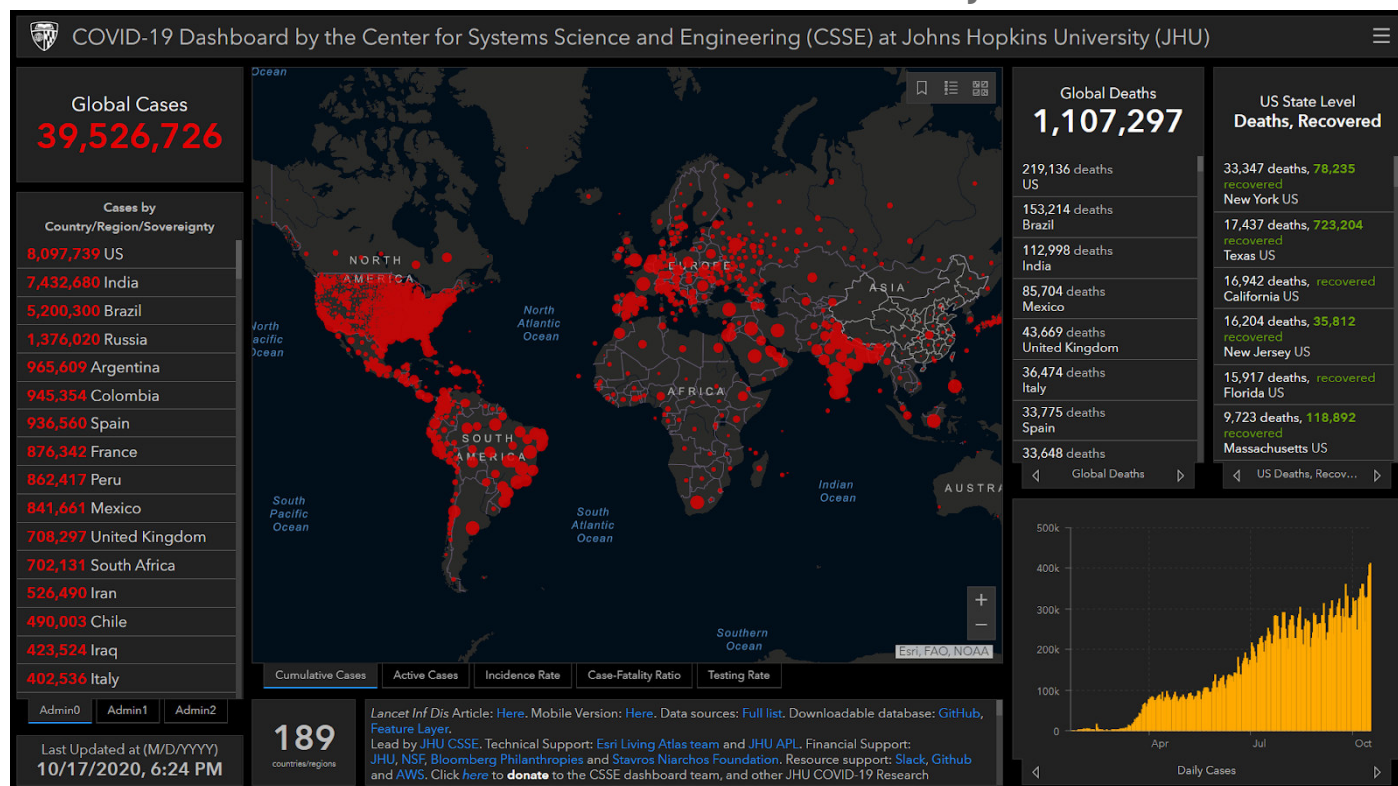 COVID-19 Dashboard by the Center for Systems Science and Engineering (CSSE) at Johns Hopkins University (JHU)
Global Cases
39,526,726
Cases by
Country/Region/Sovereignty
8,097,739 US
7,432,680 India
5,200,300 Brazil
1,376,020 Russia
965,609 Argentina
945,354 Colombia
936,560 Spain
876,342 France
862,417 Peru
841,661 Mexico
708,297 United Kingdom
702,131 South Africa
526,490 Iran
490,003 Chile
423,524 Iraq
402,536 Italy
Admin0
Admin1
Admin2
Last Updated at (M/D/YYYY)
10/17/2020, 6:24 PM
Ocean
NORTH
AMERICA
EUROPE
ASIA
North
Atlantic
Ocean
North
acific
Ocean
AFRICA
SOUTH
AMERICA
Indian
Ocean
AUSTRA
South
Pacific
Ocean
South
Atlantic
Ocean
Southern
Ocean
+
−
Esri, FAO, NOAA
Cumulative Cases
Active Cases
Incidence Rate
Case-Fatality Ratio
Testing Rate
189
countries/regions
Lancet Inf Dis Article: Here. Mobile Version: Here. Data sources: Full list. Downloadable database: GitHub,
Feature Layer.
Lead by JHU CSSE. Technical Support: Esri Living Atlas team and JHU APL. Financial Support:
JHU, NSF, Bloomberg Philanthropies and Stavros Niarchos Foundation. Resource support: Slack, Github
and AWS. Click here to donate to the CSSE dashboard team, and other JHU COVID-19 Research
Global Deaths
1,107,297
219,136 deaths
US
153,214 deaths
Brazil
112,998 deaths
India
85,704 deaths
Mexico
43,669 deaths
United Kingdom
36,474 deaths
Italy
33,775 deaths
Spain
33,648 deaths
Global Deaths
US State Level
Deaths, Recovered
33,347 deaths, 78,235
recovered
New York US
17,437 deaths, 723,204
recovered
Texas US
16,942 deaths, recovered
California US
16,204 deaths, 35,812
recovered
New Jersey US
15,917 deaths, recovered
Florida US
9,723 deaths, 118,892
recovered
Massachusetts US
US Deaths, Recov...
500k
400k
300k
200k
100k
0
Apr
Jul
Oct
Daily Cases